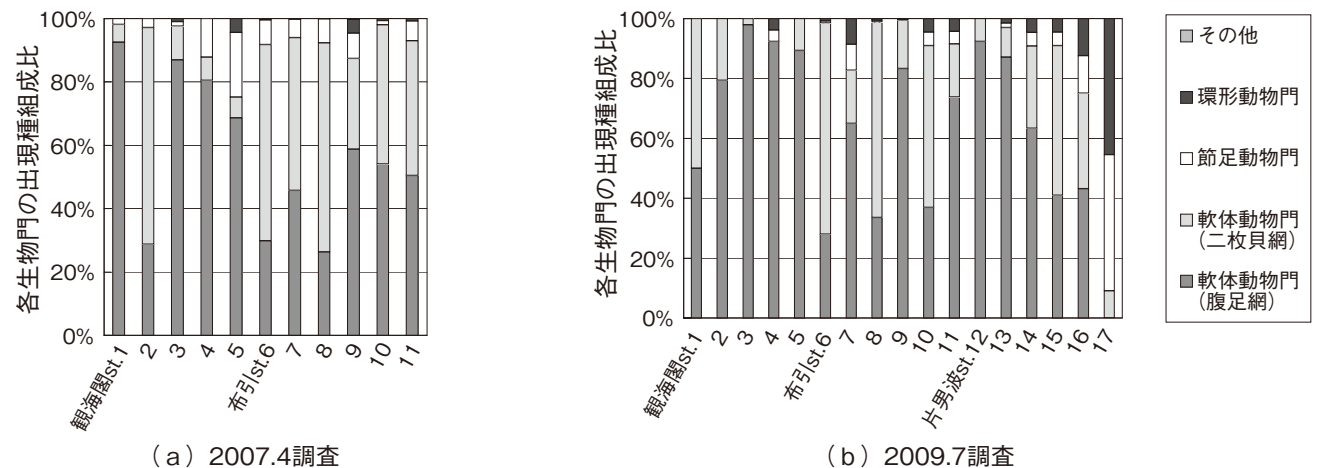 各生物門の出現種組成比
100%
80%
60%
40%
20%
0%
観海閣st.1
2
3
4
5
布引st.6
7
8
9
10
11
(a)2007.4調査
各生物門の出現種組成比
100%
80%
60%
40%
20%
0%
観海閣st.1
2
3
4
5
布引st.6
7
8
9
10
11
片男波st.12
13
14
15
16
17
(b)2009.7調査
その他
環形動物門
節足動物門
軟体動物門
(二枚貝網)
軟体動物門
(腹足網)